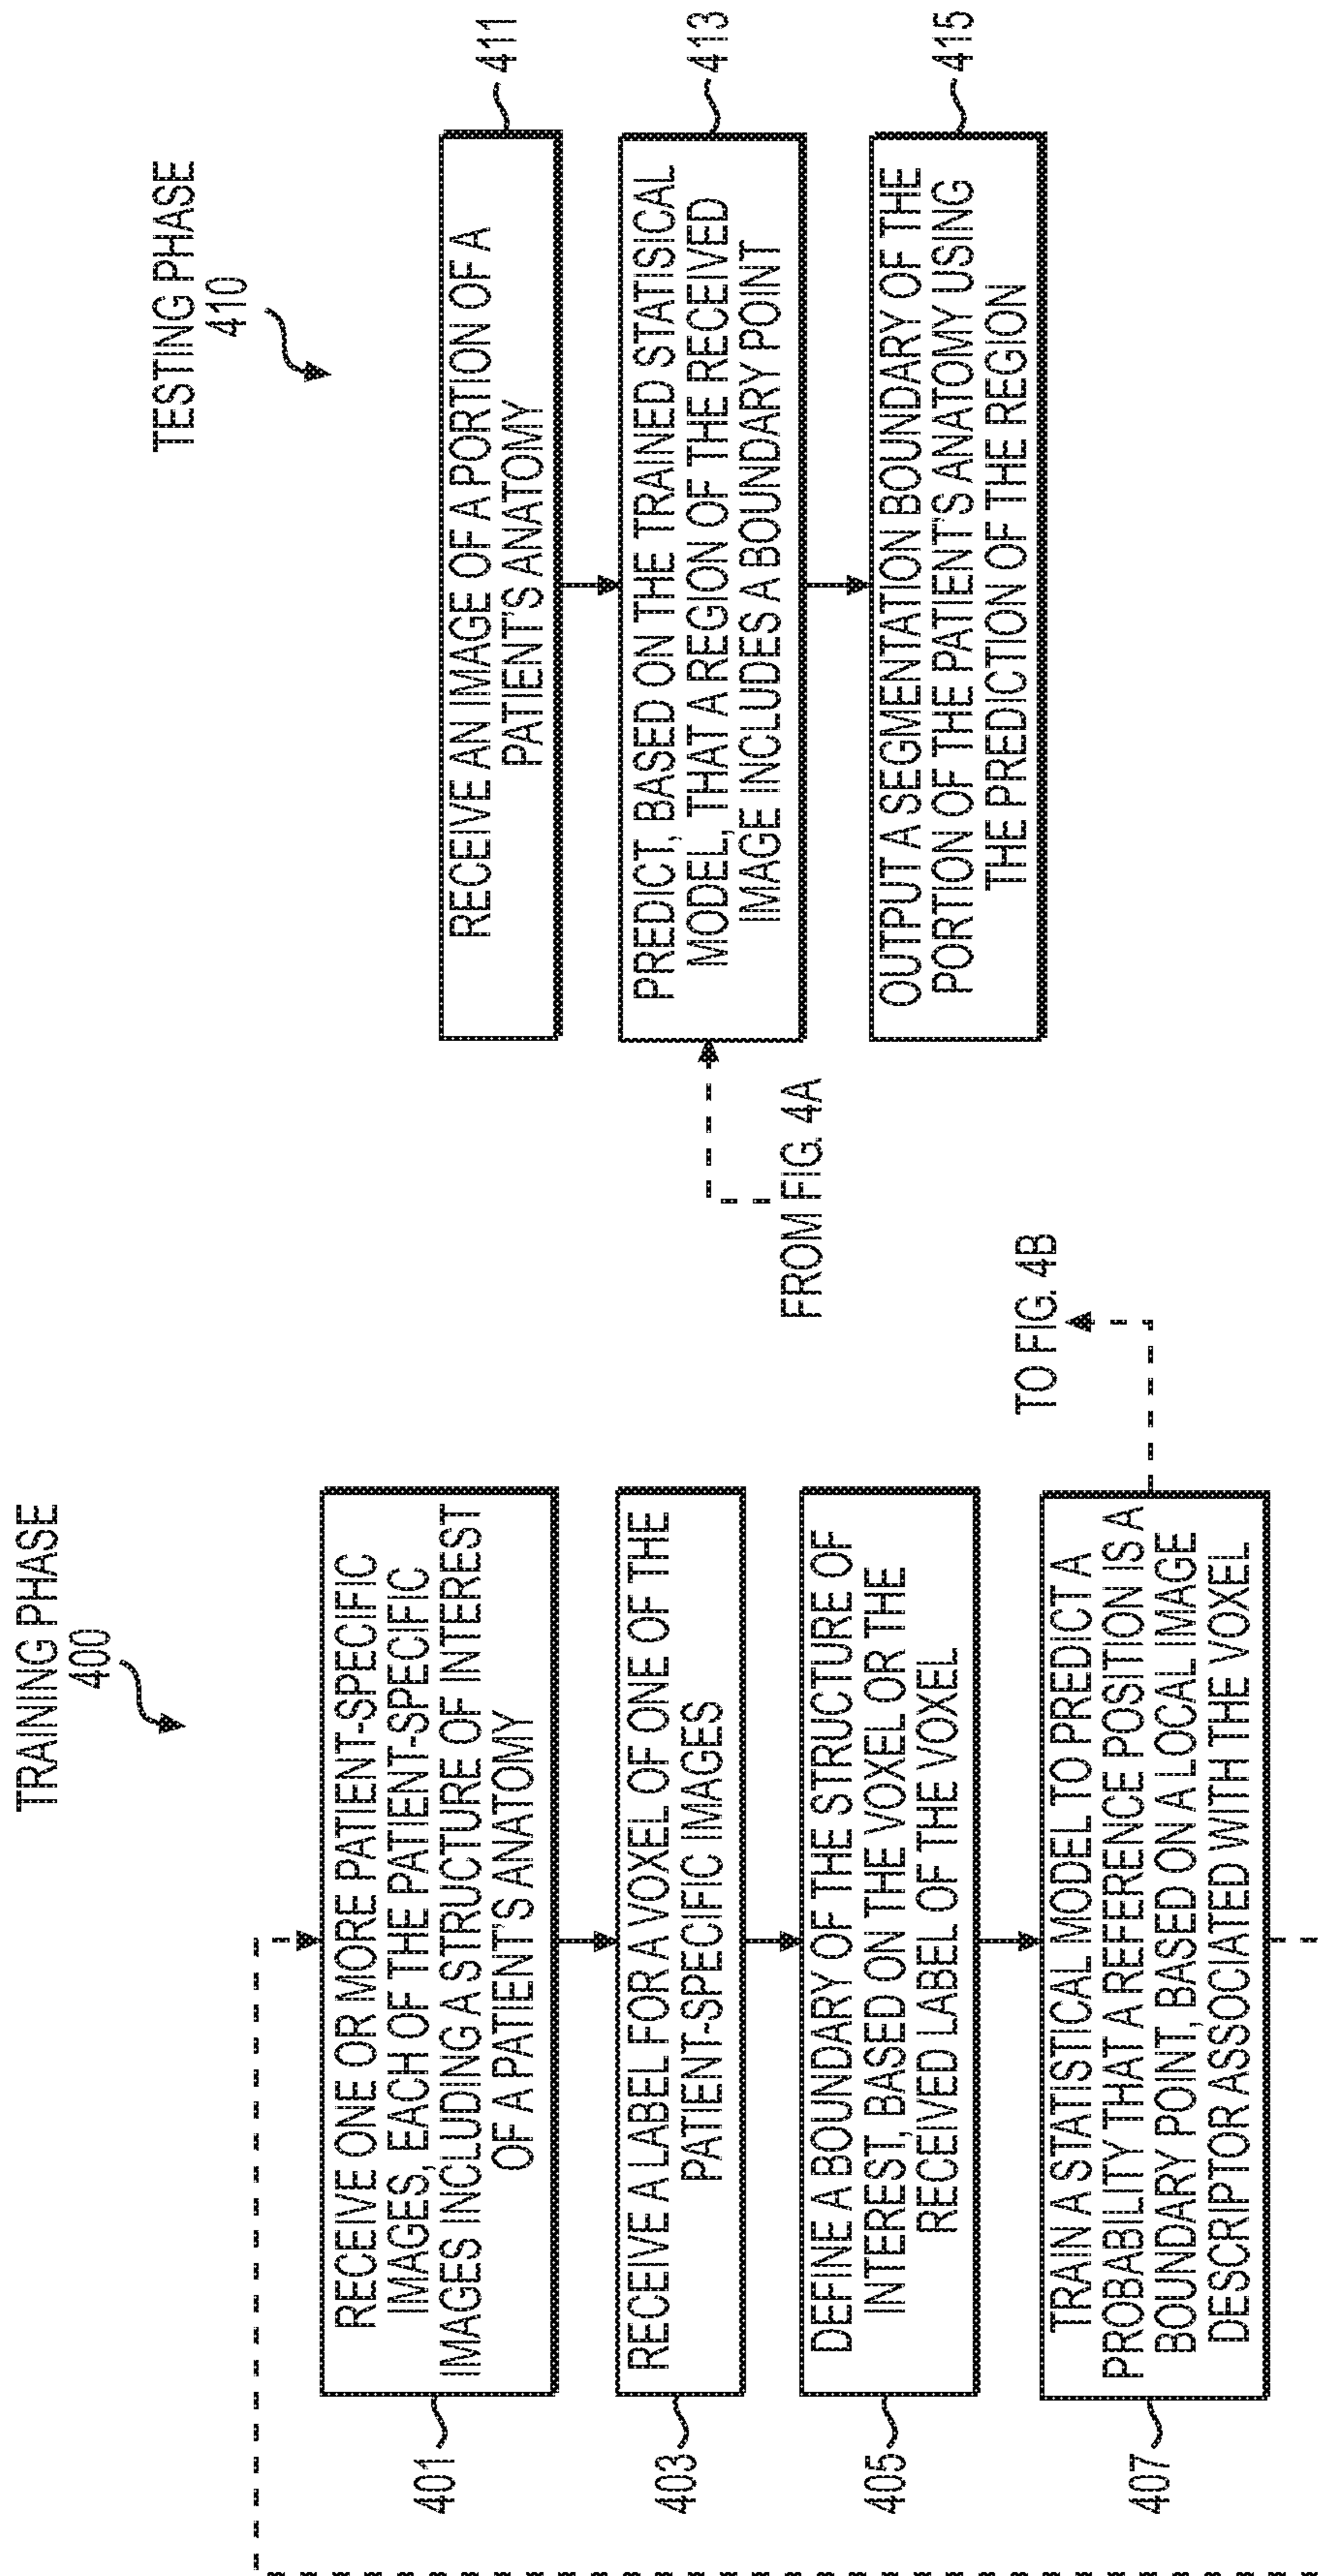 TRAINING PHASE
400
401
RECEIVE ONE OR MORE PATIENT-SPECIFIC
IMAGES, EACH OF THE PATIENT-SPECIFIC
IMAGES INCLUDING A STRUCTURE OF INTEREST
OF A PATIENT'S ANATOMY
403
RECEIVE A LABEL FOR A VOXEL OF ONE OF THE
PATIENT-SPECIFIC IMAGES
405
DEFINE A BOUNDARY OF THE STRUCTURE OF
INTEREST, BASED ON THE VOXEL OR THE
RECEIVED LABEL OF THE VOXEL
407
TRAIN A STATISTICAL MODEL TO PREDICT A
PROBABILITY THAT A REFERENCE POSITION IS A
BOUNDARY POINT, BASED ON A LOCAL IMAGE
DESCRIPTOR ASSOCIATED WITH THE VOXEL
TO FIG. 4B
TESTING PHASE
410
RECEIVE AN IMAGE OF A PORTION OF A
PATIENT'S ANATOMY
411
PREDICT, BASED ON THE TRAINED STATISICAL
MODEL, THAT A REGION OF THE RECEIVED
IMAGE INCLUDES A BOUNDARY POINT
413
FROM FIG. 4A
OUTPUT A SEGMENTATION BOUNDARY OF THE
PORTION OF THE PATIENT'S ANATOMY USING
THE PREDICTION OF THE REGION
415